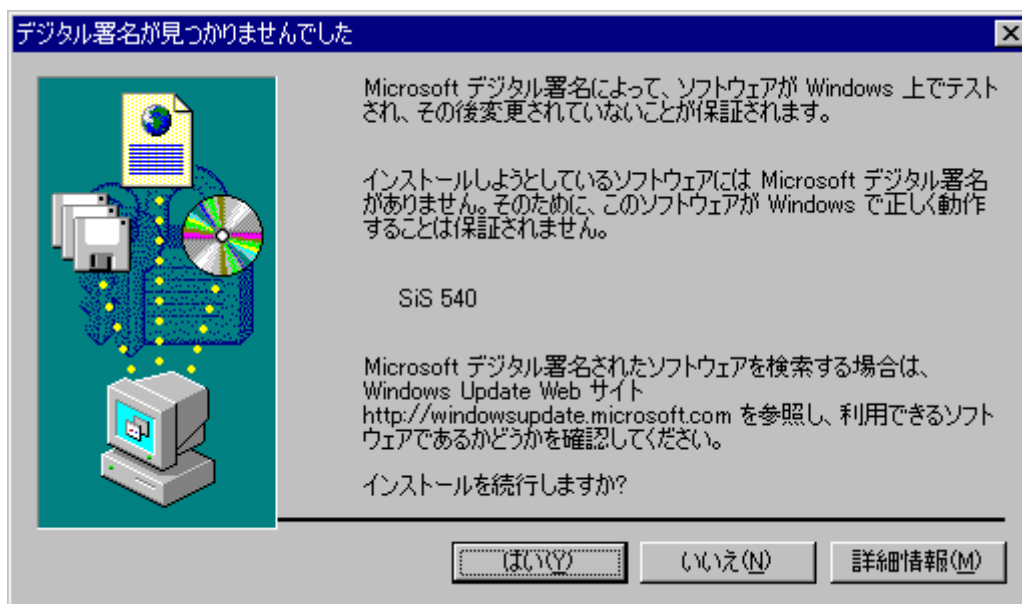 デジタル署名が見つかりませんでした
Microsoft デジタル署名によって、ソフトウェアが Windows 上でテスト
され、その後変更されていないことが保証されます。
インストールしようとしているソフトウェアには Microsoft デジタル署名
がありません。そのために、このソフトウェアが Windows で正しく動作
することは保証されません。
SiS 540
Microsoft デジタル署名されたソフトウェアを検索する場合は、
Windows Update Web サイト
http://windowsupdate.microsoft.com を参照し、利用できるソフト
ウェアであるかどうかを確認してください。
インストールを続行しますか?
はい(Y)
いいえ(N)
詳細情報(M)